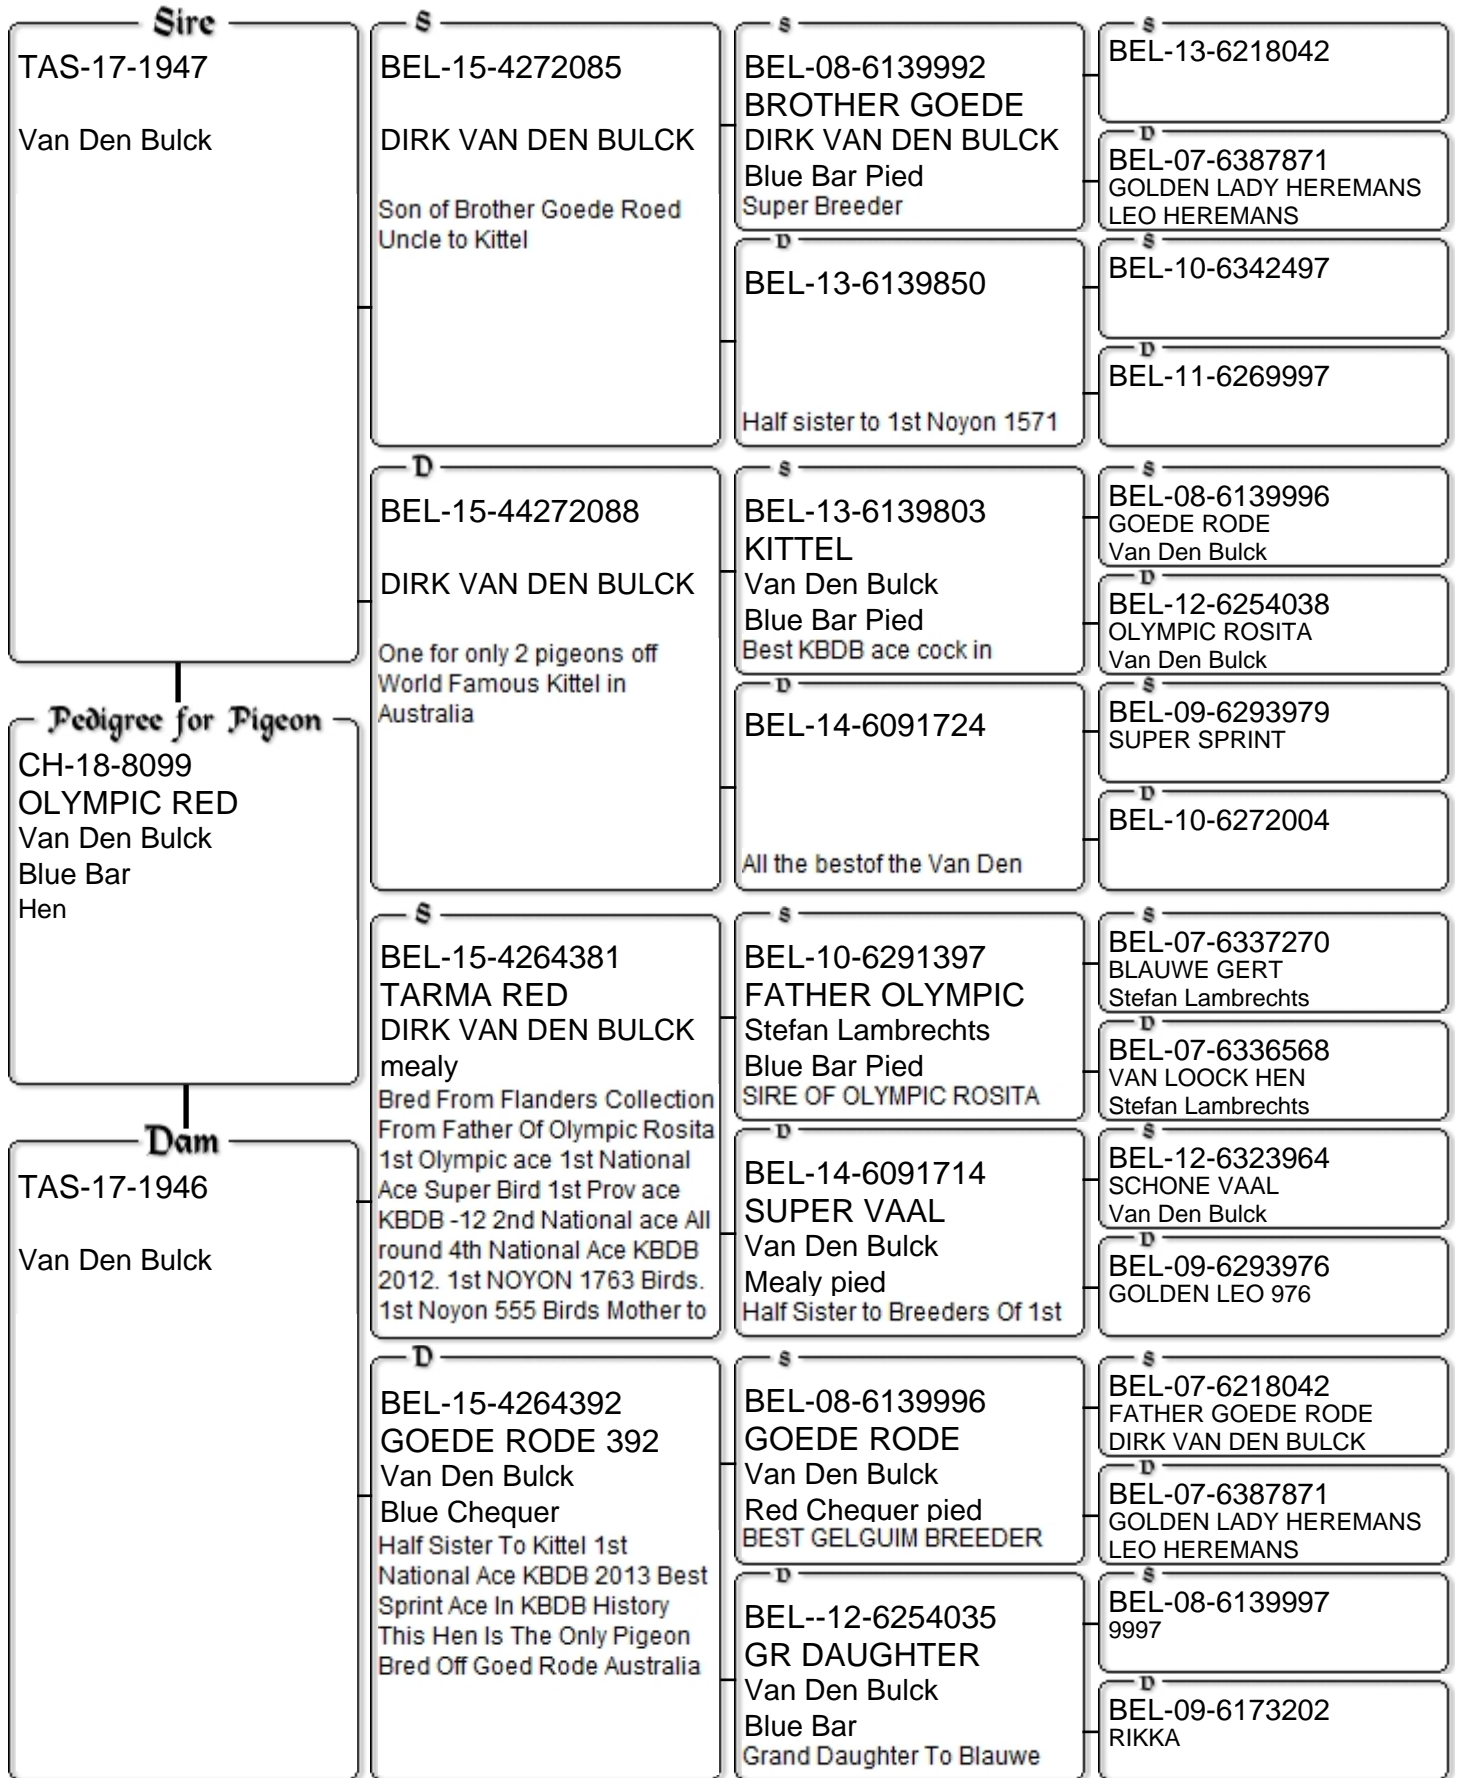 Sire
TAS-17-1947
Van Den Bulck
Pedigree for Pigeon
CH-18-8099
OLYMPIC RED
Van Den Bulck
Blue Bar
Hen
Dam
TAS-17-1946
Van Den Bulck
S
BEL-15-4272085
DIRK VAN DEN BULCK
Son of Brother Goede Roed
Uncle to Kittel
D
BEL-15-44272088
DIRK VAN DEN BULCK
One for only 2 pigeons off
World Famous Kittel in
Australia
S
BEL-15-4264381
TARMA RED
DIRK VAN DEN BULCK
mealy
Bred From Flanders Collection
From Father Of Olympic Rosita
1st Olympic ace 1st National
Ace Super Bird 1st Prov ace
KBDB -12 2nd National ace All
round 4th National Ace KBDB
2012. 1st NOYON 1763 Birds.
1st Noyon 555 Birds Mother to
D
BEL-15-4264392
GOEDE RODE 392
Van Den Bulck
Blue Chequer
Half Sister To Kittel 1st
National Ace KBDB 2013 Best
Sprint Ace In KBDB History
This Hen Is The Only Pigeon
Bred Off Goed Rode Australia
S
BEL-08-6139992
BROTHER GOEDE
DIRK VAN DEN BULCK
Blue Bar Pied
Super Breeder
D
BEL-13-6139850
Half sister to 1st Noyon 1571
S
BEL-13-6139803
KITTEL
Van Den Bulck
Blue Bar Pied
Best KBDB ace cock in
D
BEL-14-6091724
All the bestof the Van Den
S
BEL-10-6291397
FATHER OLYMPIC
Stefan Lambrechts
Blue Bar Pied
SIRE OF OLYMPIC ROSITA
D
BEL-14-6091714
SUPER VAAL
Van Den Bulck
Mealy pied
Half Sister to Breeders Of 1st
S
BEL-08-6139996
GOEDE RODE
Van Den Bulck
Red Chequer pied
BEST GELGUIM BREEDER
D
BEL--12-6254035
GR DAUGHTER
Van Den Bulck
Blue Bar
Grand Daughter To Blauwe
S
BEL-13-6218042
D
BEL-07-6387871
GOLDEN LADY HEREMANS
LEO HEREMANS
S
BEL-10-6342497
D
BEL-11-6269997
S
BEL-08-6139996
GOEDE RODE
Van Den Bulck
D
BEL-12-6254038
OLYMPIC ROSITA
Van Den Bulck
S
BEL-09-6293979
SUPER SPRINT
D
BEL-10-6272004
S
BEL-07-6337270
BLAUWE GERT
Stefan Lambrechts
D
BEL-07-6336568
VAN LOOCK HEN
Stefan Lambrechts
S
BEL-12-6323964
SCHONE VAAL
Van Den Bulck
D
BEL-09-6293976
GOLDEN LEO 976
S
BEL-07-6218042
FATHER GOEDE RODE
DIRK VAN DEN BULCK
D
BEL-07-6387871
GOLDEN LADY HEREMANS
LEO HEREMANS
S
BEL-08-6139997
9997
D
BEL-09-6173202
RIKKA